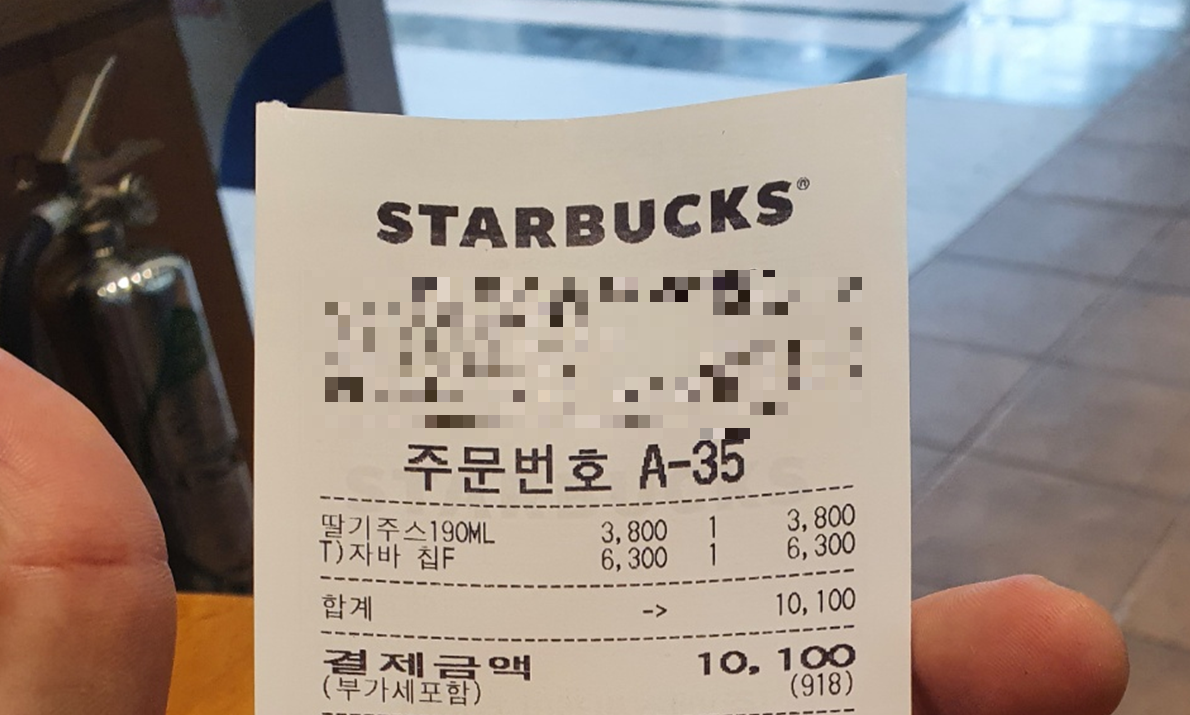 STARBUCKS®
주문번호 A-35
딸기주스190ML 3,800 1 3,800
T)자바 칩F 6,300 1 6,300
합계 -> 10,100
결제금액 10,100
(부가세포함) (918)